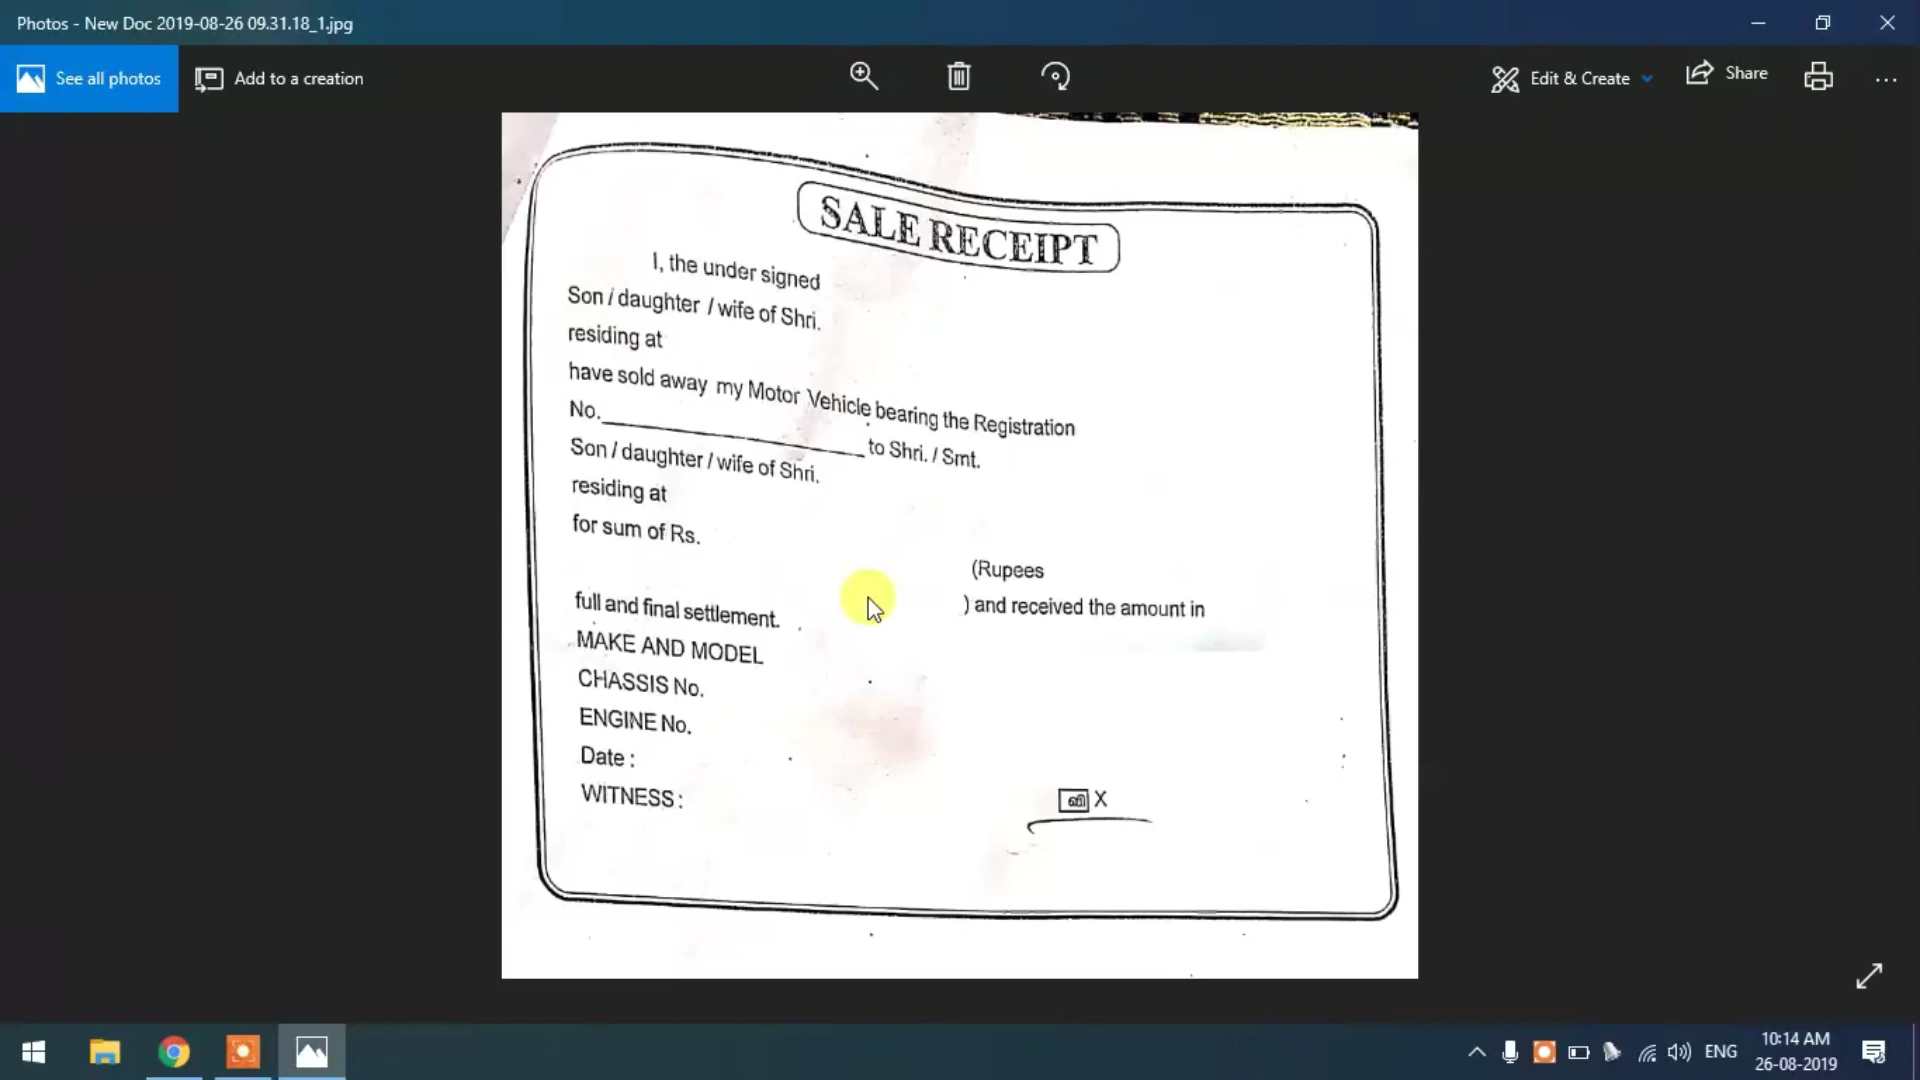 Photos - New Doc 2019-08-26 09.31.18_1.jpg
See all photos
Add to a creation
Edit & Create
Share
SALE RECEIPT
I, the under signed
Son / daughter / wife of Shri.
residing at
have sold away my Motor Vehicle bearing the Registration
No.____________________ to Shri. / Smt.
Son / daughter / wife of Shri.
residing at
for sum of Rs.
(Rupees
) and received the amount in
full and final settlement.
MAKE AND MODEL
CHASSIS No.
ENGINE No.
Date :
WITNESS :
வி X
ENG
10:14 AM
26-08-2019